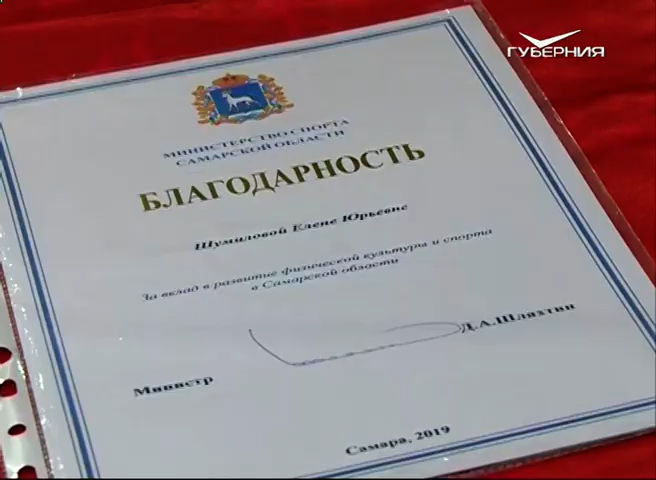 ГУБЕРНИЯ
МИНИСТЕРСТВО СПОРТА
САМАРСКОЙ ОБЛАСТИ
БЛАГОДАРНОСТЬ
Шумиловой Елене Юрьевне
За вклад в развитие физической культуры и спорта
в Самарской области
Д.А.Шляхтин
Министр
Самара, 2019